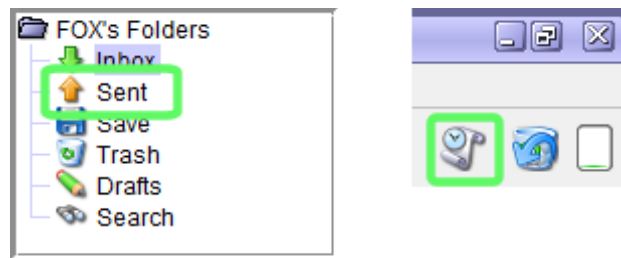 FOX's Folders
Inbox
Sent
Save
Trash
Drafts
Search